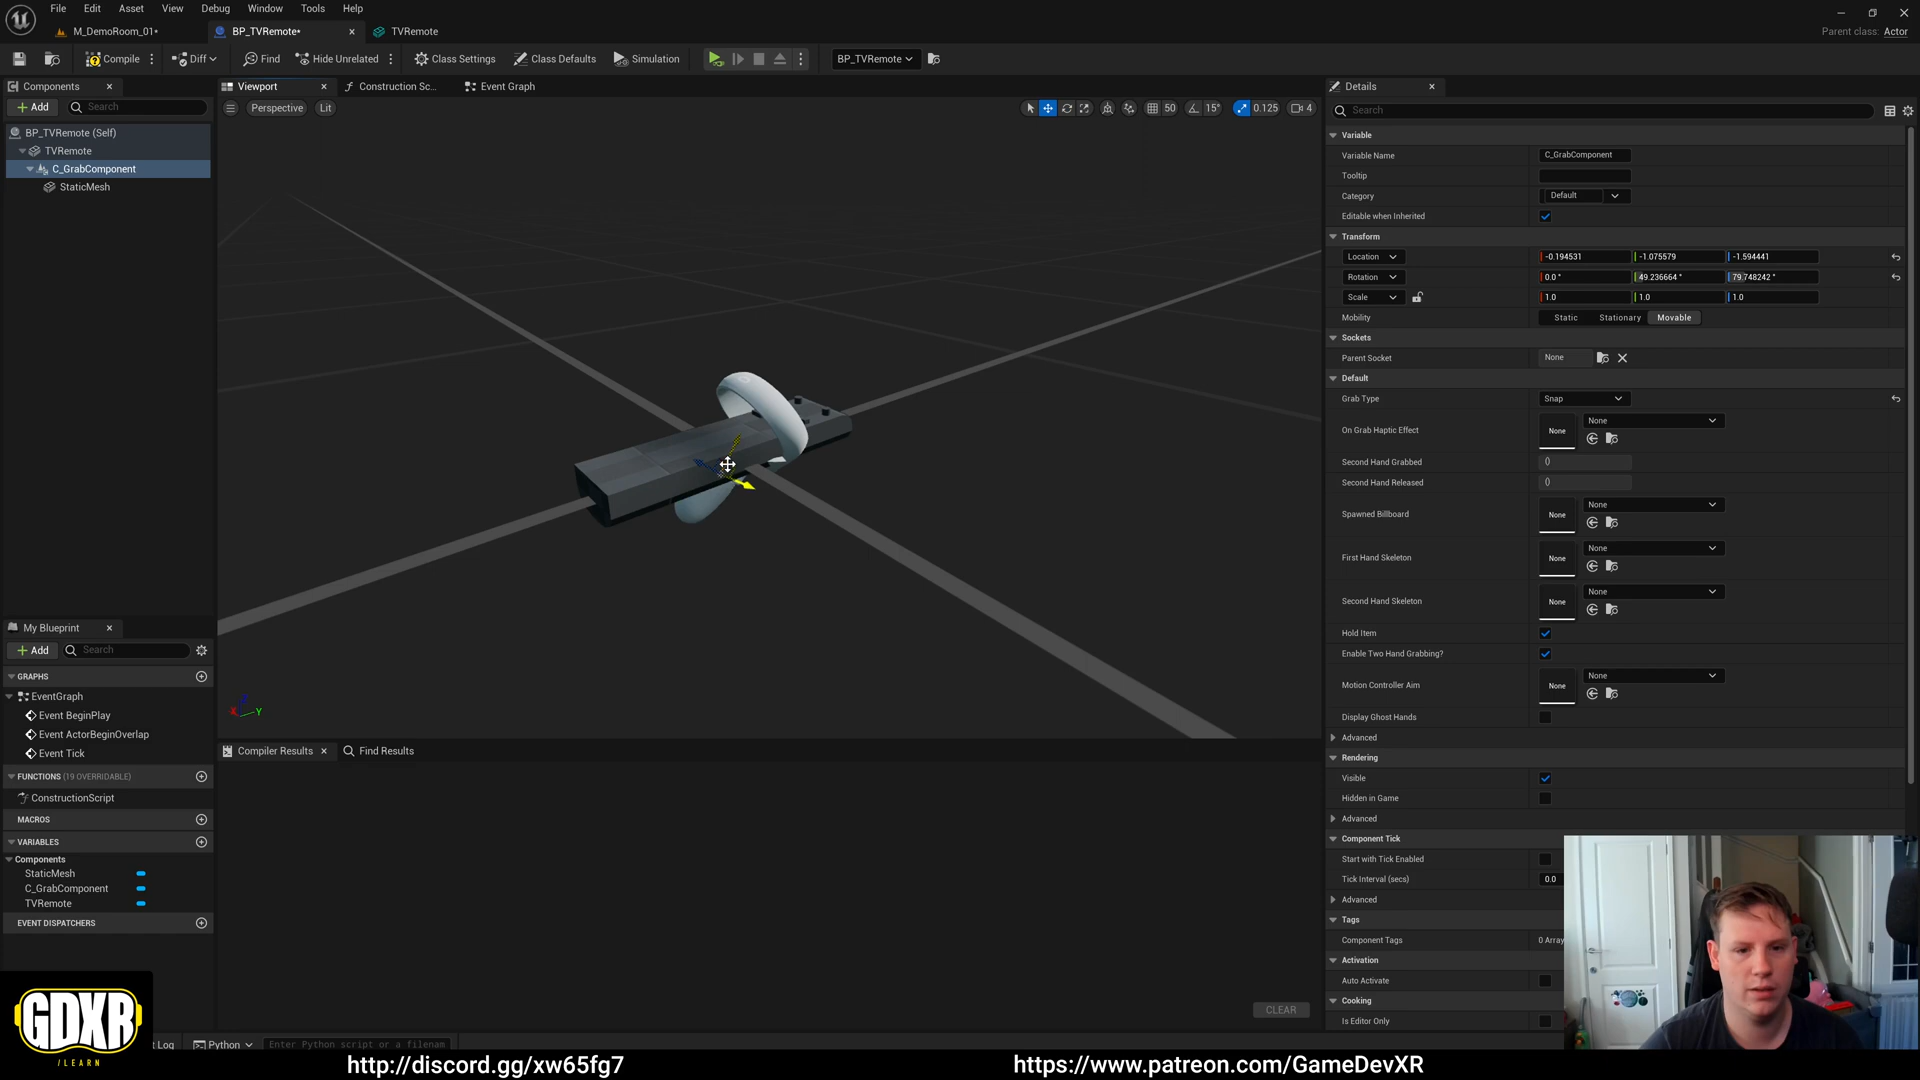 File Edit Asset View Debug Window Tools Help
M_DemoRoom_01* BP_TVRemote* TVRemote
Parent class: Actor
Compile Diff Find Hide Unrelated Class Settings Class Defaults Simulation BP_TVRemote
Components
Add Search
BP_TVRemote (Self)
TVRemote
C_GrabComponent
StaticMesh
Viewport Construction Sc... Event Graph
Perspective Lit 50 15° 0.125 4
X Y
My Blueprint
Add Search
GRAPHS
EventGraph
Event BeginPlay
Event ActorBeginOverlap
Event Tick
FUNCTIONS (19 OVERRIDABLE)
ConstructionScript
MACROS
VARIABLES
Components
StaticMesh
C_GrabComponent
TVRemote
EVENT DISPATCHERS
Compiler Results Find Results
CLEAR
Log Python Enter Python script or a filenam
Details
Search
Variable
Variable Name C_GrabComponent
Tooltip
Category Default
Editable when Inherited
Transform
Location -0.194531 -1.075579 -1.594441
Rotation 0.0 ° 49.236664 ° 79.748242 °
Scale 1.0 1.0 1.0
Mobility Static Stationary Movable
Sockets
Parent Socket None
Default
Grab Type Snap
On Grab Haptic Effect None None
Second Hand Grabbed ()
Second Hand Released ()
Spawned Billboard None None
First Hand Skeleton None None
Second Hand Skeleton None None
Hold Item
Enable Two Hand Grabbing?
Motion Controller Aim None None
Display Ghost Hands
Advanced
Rendering
Visible
Hidden in Game
Advanced
Component Tick
Start with Tick Enabled
Tick Interval (secs) 0.0
Advanced
Tags
Component Tags 0 Array
Activation
Auto Activate
Cooking
Is Editor Only
GDXR
/LEARN
http://discord.gg/xw65fg7
https://www.patreon.com/GameDevXR